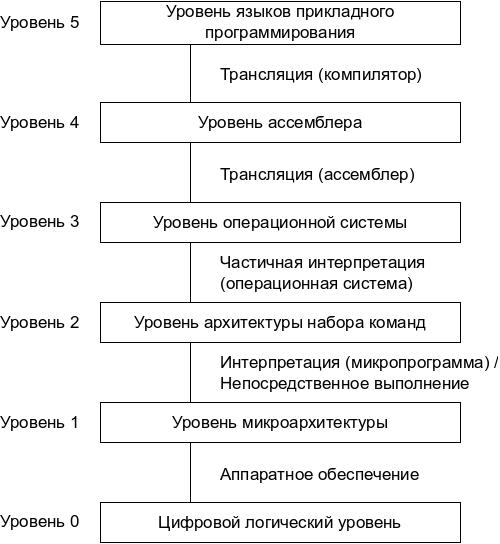 Уровень 5
Уровень языков прикладного
программирования
Трансляция (компилятор)
Уровень 4
Уровень ассемблера
Трансляция (ассемблер)
Уровень 3
Уровень операционной системы
Частичная интерпретация
(операционная система)
Уровень 2
Уровень архитектуры набора команд
Интерпретация (микропрограмма) /
Непосредственное выполнение
Уровень 1
Уровень микроархитектуры
Аппаратное обеспечение
Уровень 0
Цифровой логический уровень